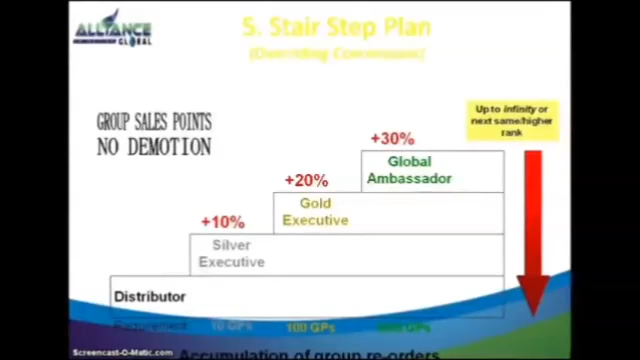 ALLIANCE
GLOBAL
5. Stair Step Plan
(Overriding Commission)
Up to infinity or
next same/higher
rank
GROUP SALES POINTS
NO DEMOTION
+30%
Global
Ambassador
+20%
Gold
Executive
+10%
Silver
Executive
Distributor
Requirement 10 GPs 100 GPs GPs
Accumulation of group re-orders
Screencast-O-Matic.com